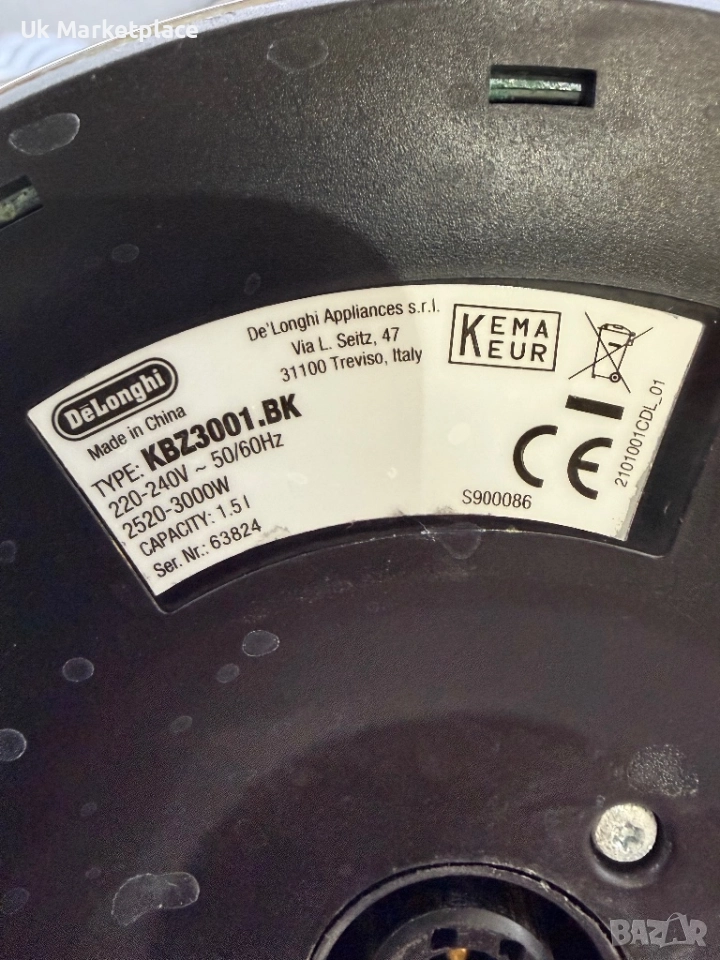 Uk Marketplace
De'Longhi Appliances s.r.l.
Via L. Seitz, 47
31100 Treviso, Italy
KEMA
KEUR
DeLonghi
Made in China
TYPE: KBZ3001.BK
220-240V ~ 50/60Hz
2520-3000W
CAPACITY: 1.5 l
Ser. Nr.: 63824
CE
S900086
2101001CDL_01
BAZAR